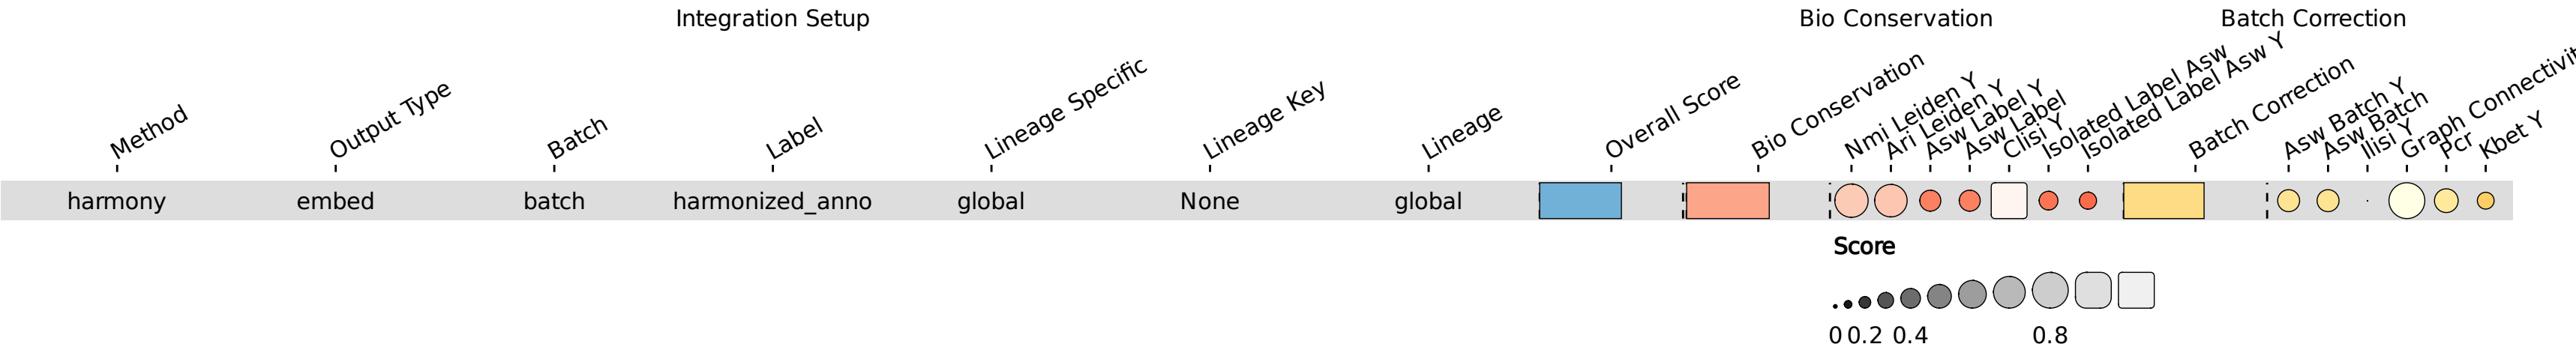 Integration Setup
Bio Conservation
Batch Correction
Method
Output Type
Batch
Label
Lineage Specific
Lineage Key
Lineage
Overall Score
Bio Conservation
Nmi Leiden Y
Ari Leiden Y
Asw Label Y
Asw Label
Clisi Y
Isolated Label Asw
Isolated Label Asw Y
Batch Correction
Asw Batch Y
Asw Batch
Ilisi Y
Graph Connectivit
Pcr
Kbet Y
harmony
embed
batch
harmonized_anno
global
None
global
Score
0 0.2 0.4 0.8